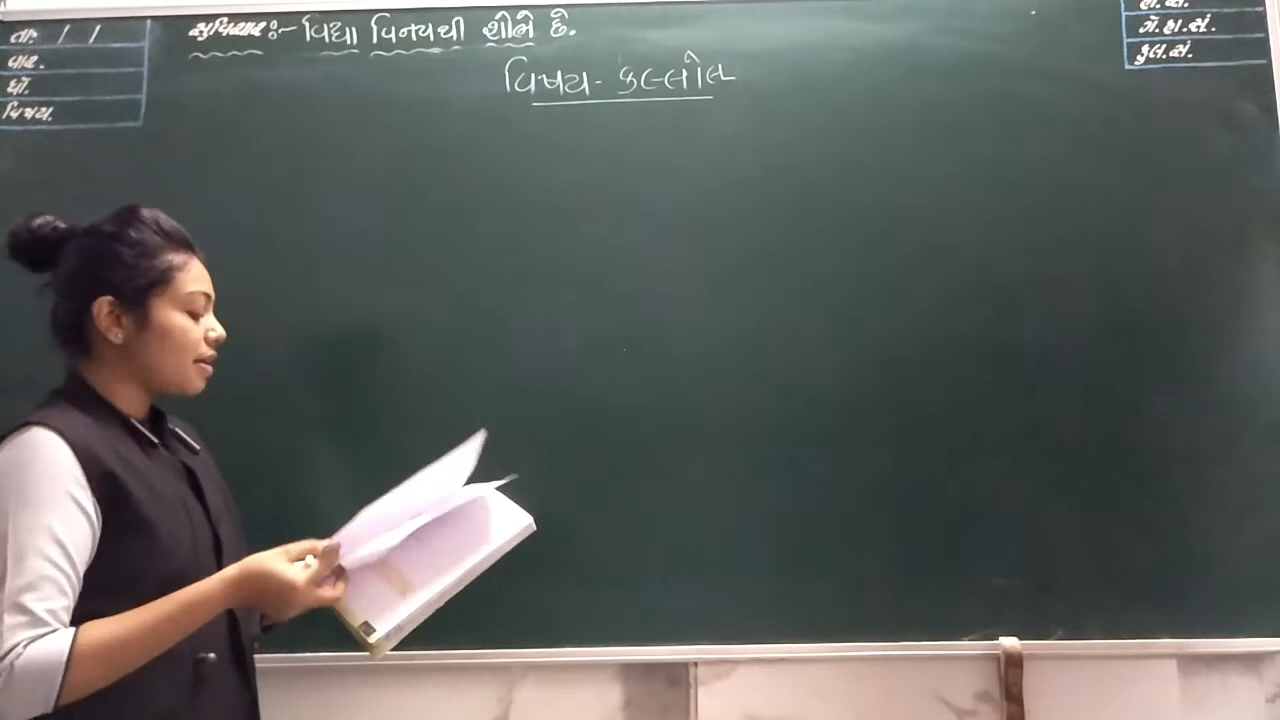 તા: / /
વાર.
ધો.
વિષય.
સુવિચાર:- વિદ્યા વિનયથી શોભે છે.
વિષય- કલ્લોલ
ગે.હા.સં.
કુલ.સં.